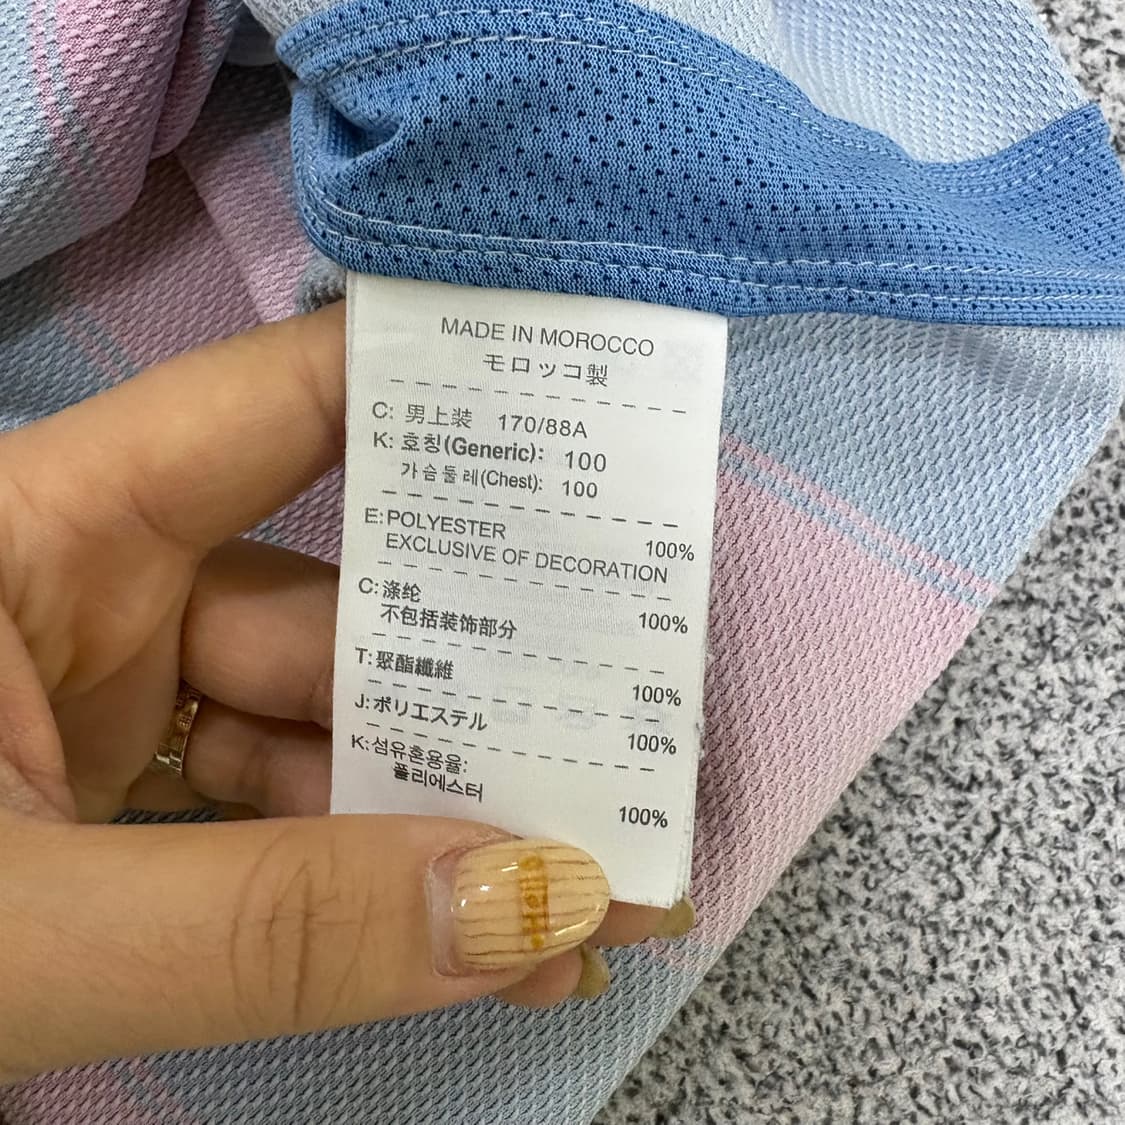 MADE IN MOROCCO
モロッコ製
C: 男上装 170/88A
K: 호칭(Generic): 100
가슴둘레(Chest): 100
E: POLYESTER 100%
EXCLUSIVE OF DECORATION
C: 涤纶 100%
不包括装饰部分
T: 聚酯纖維 100%
J: ポリエステル 100%
K: 섬유혼용율:
폴리에스터 100%